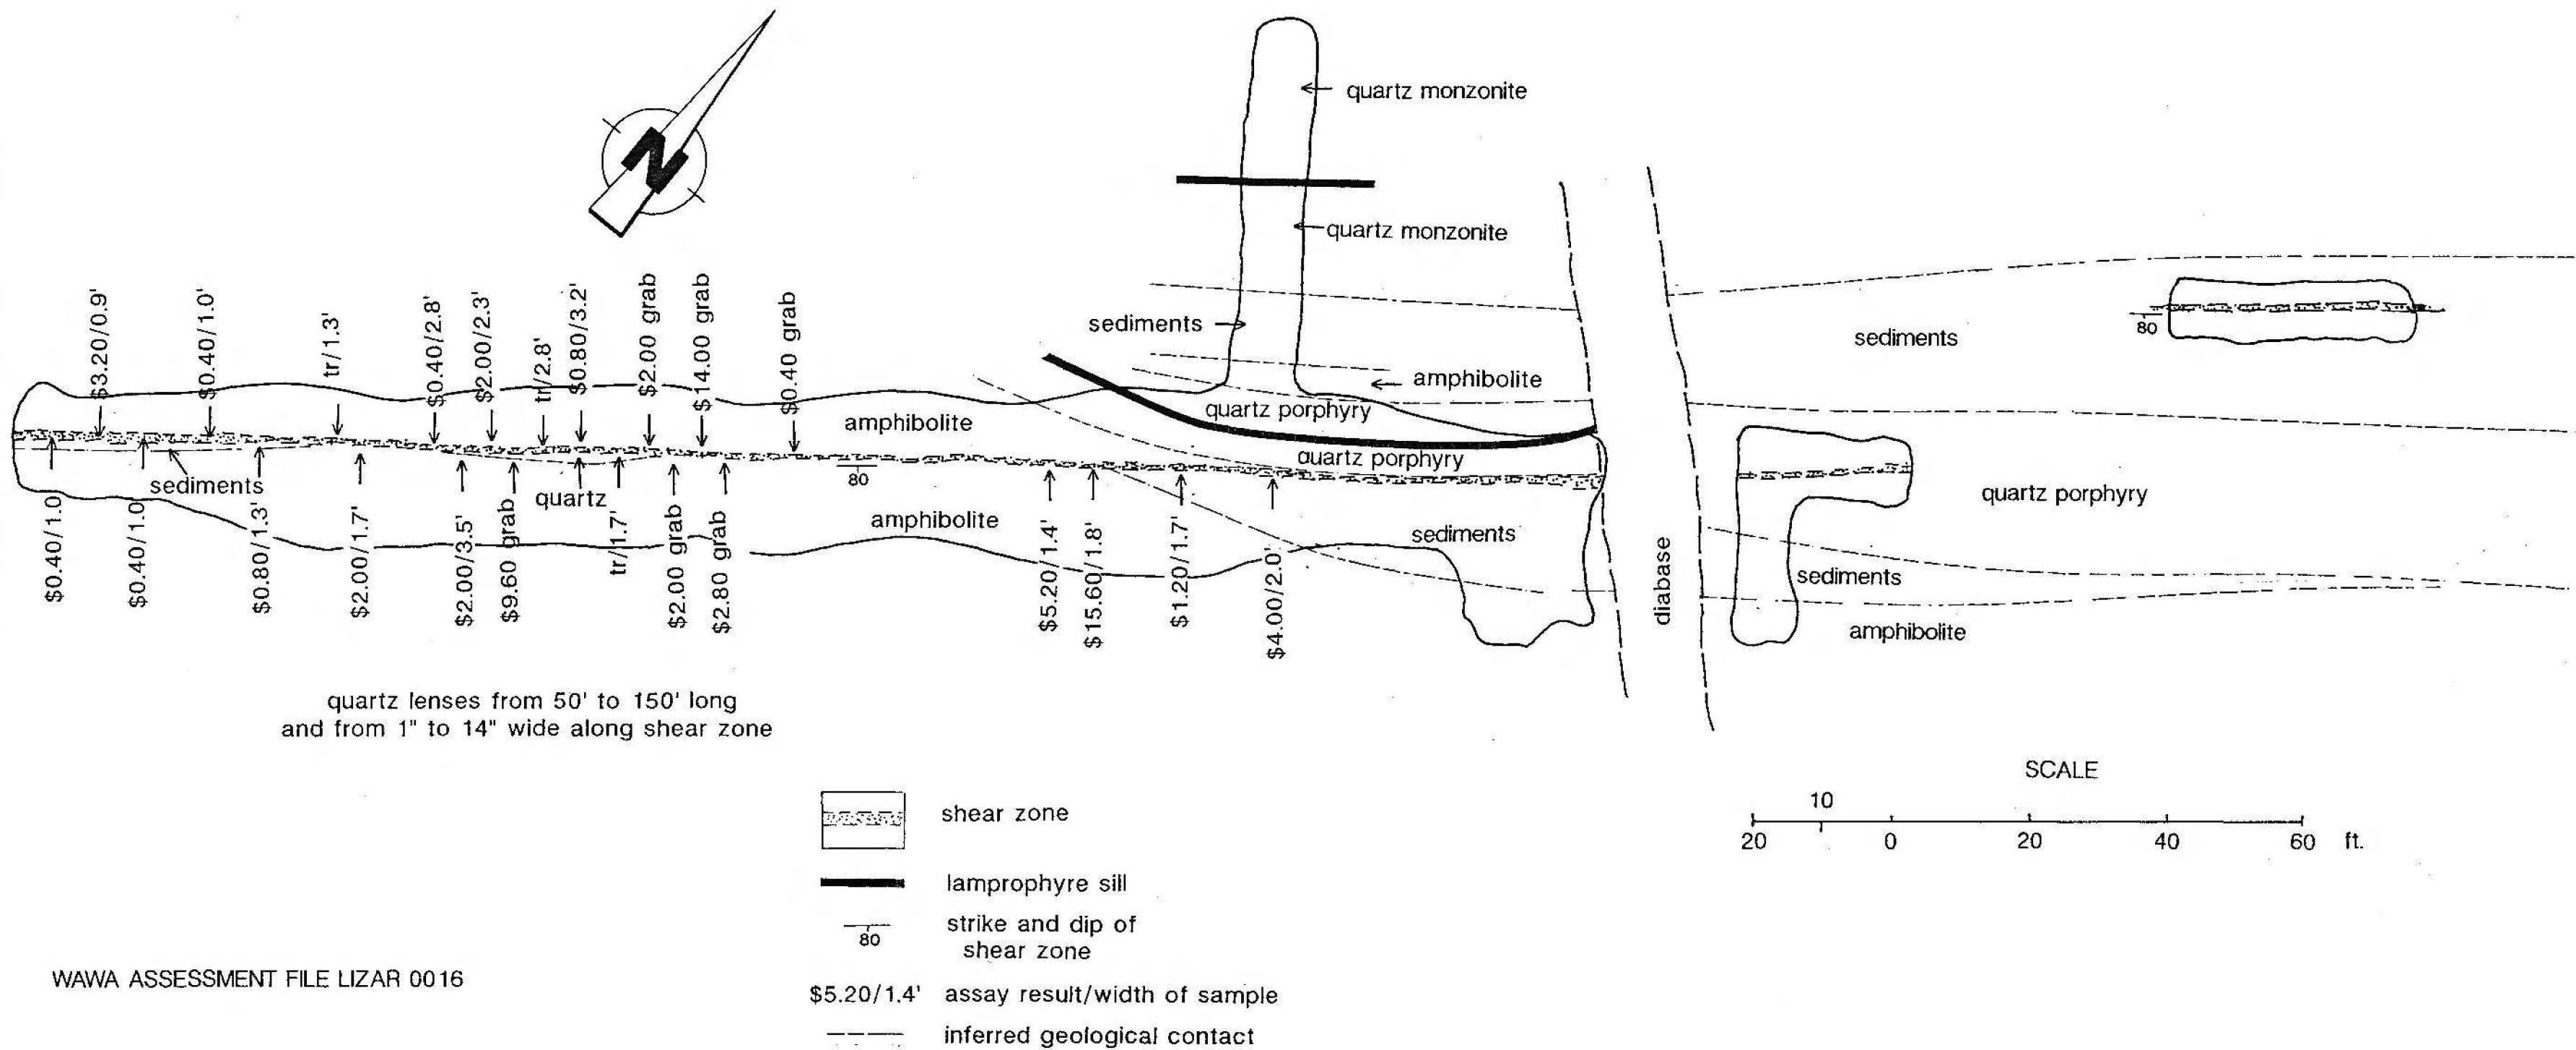 N
quartz monzonite
quartz monzonite
$3.20/0.9'
$0.40/1.0'
tr/1.3'
$0.40/2.8'
$2.00/2.3'
tr/2.8'
$0.80/3.2'
$2.00 grab
$14.00 grab
$0.40 grab
sediments
amphibolite
quartz porphyry
amphibolite
quartz porphyry
80
sediments
quartz
amphibolite
sediments
$0.40/1.0
$0.40/1.0
$0.80/1.3'
$2.00/1.7'
$2.00/3.5'
$9.60 grab
tr/1.7'
$2.00 grab
$2.80 grab
$5.20/1.4'
$15.60/1.8'
$1.20/1.7'
$4.00/2.0'
diabase
sediments
80
quartz porphyry
sediments
amphibolite
quartz lenses from 50' to 150' long
and from 1" to 14" wide along shear zone
SCALE
10
20 0 20 40 60 ft.
shear zone
lamprophyre sill
80
strike and dip of
shear zone
$5.20/1.4' assay result/width of sample
inferred geological contact
WAWA ASSESSMENT FILE LIZAR 0016